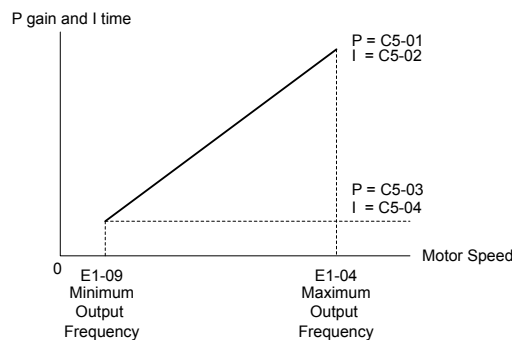 P gain and I time
P = C5-01
I = C5-02
P = C5-03
I = C5-04
Motor Speed
0
E1-09
Minimum
Output
Frequency
E1-04
Maximum
Output
Frequency